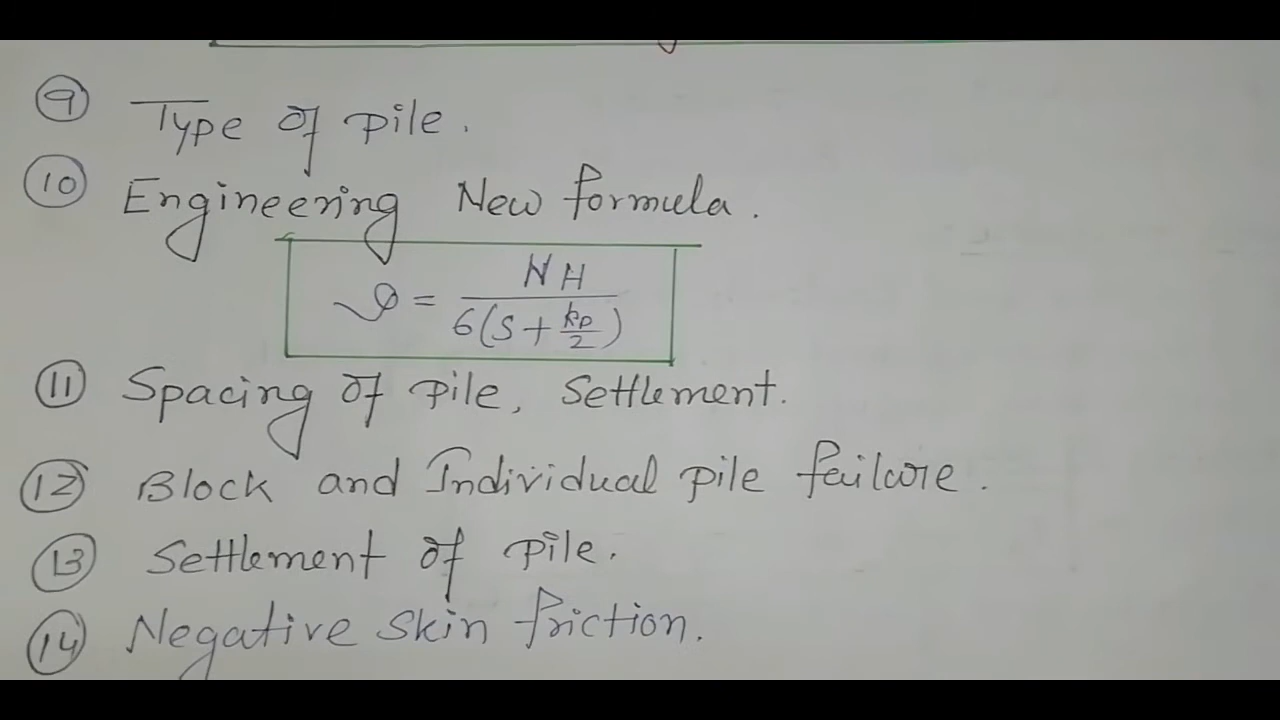 9 Type of pile.
10 Engineering New formula.
Q = NH / 6(S + kp/2)
11 Spacing of pile, Settlement.
12 Block and Individual pile failure.
13 Settlement of pile.
14 Negative Skin friction.